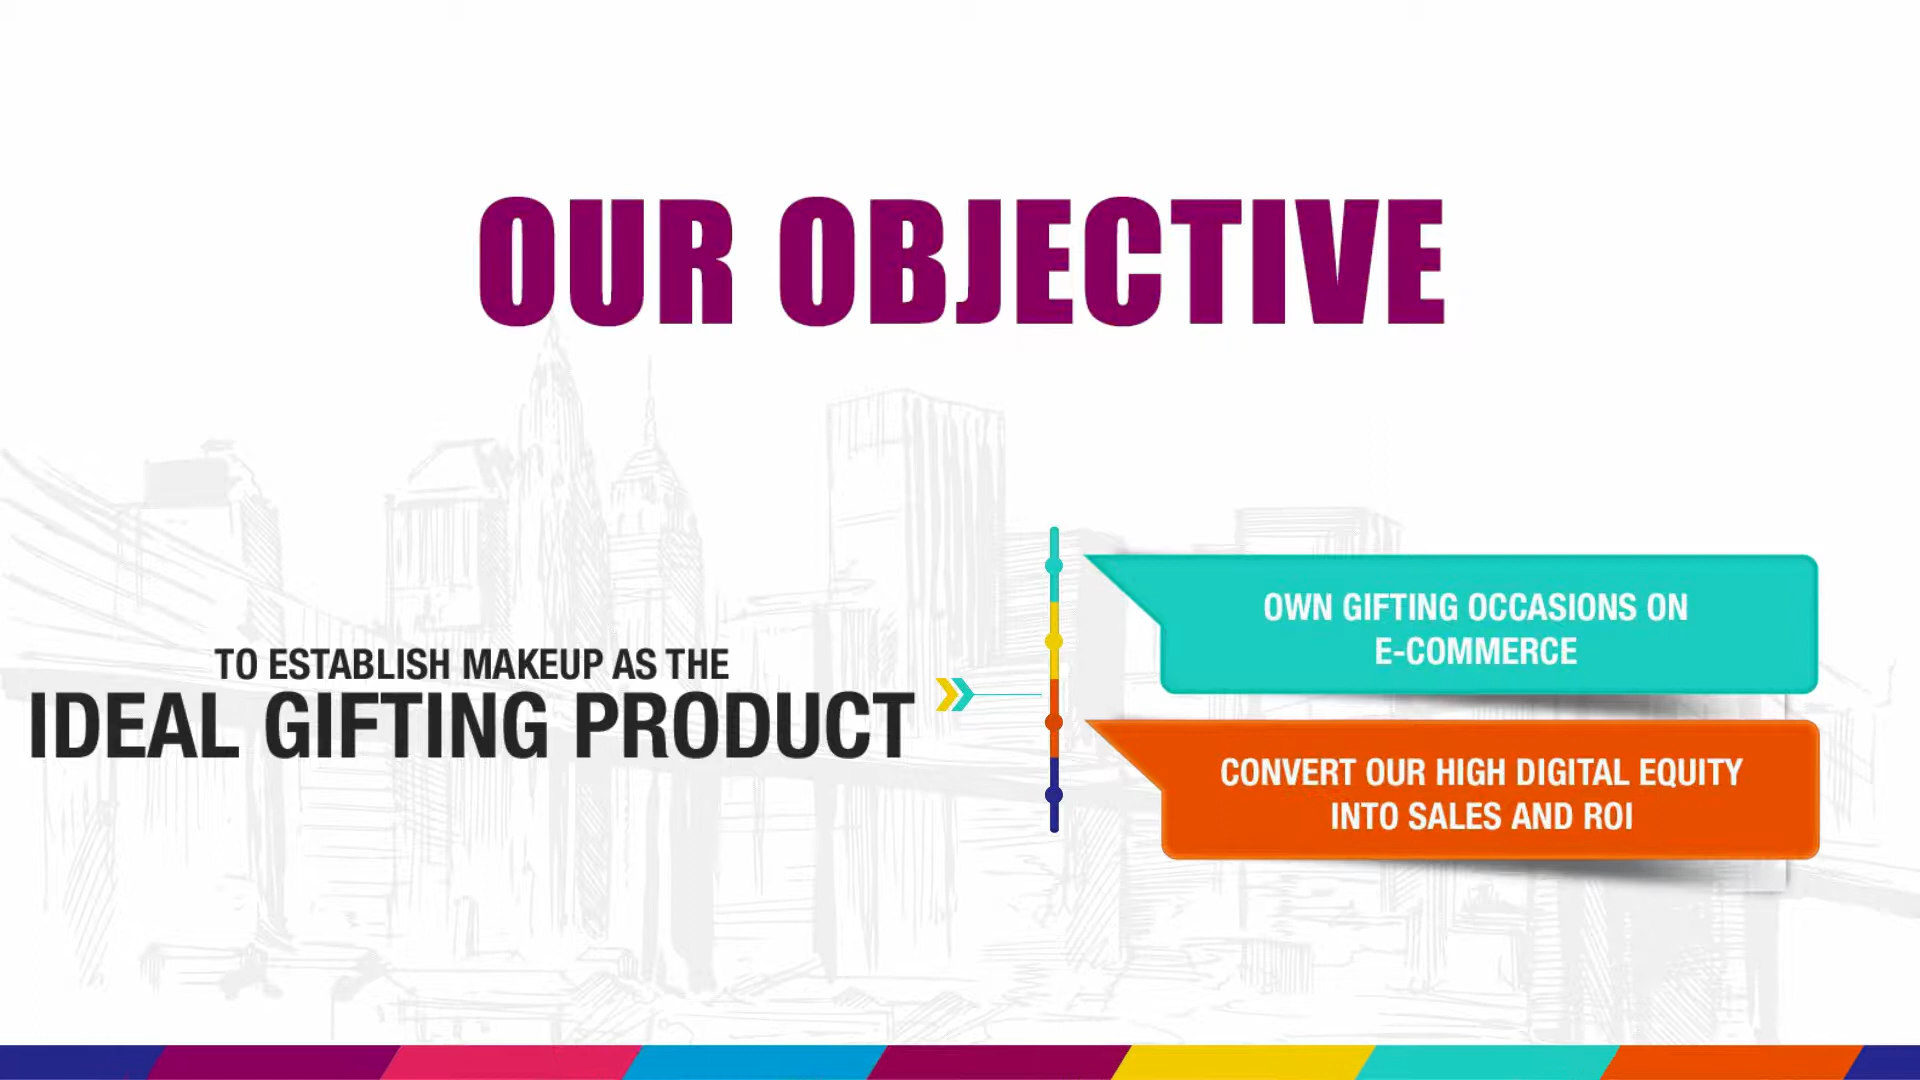 OUR OBJECTIVE
TO ESTABLISH MAKEUP AS THE
IDEAL GIFTING PRODUCT
OWN GIFTING OCCASIONS ON
E-COMMERCE
CONVERT OUR HIGH DIGITAL EQUITY
INTO SALES AND ROI